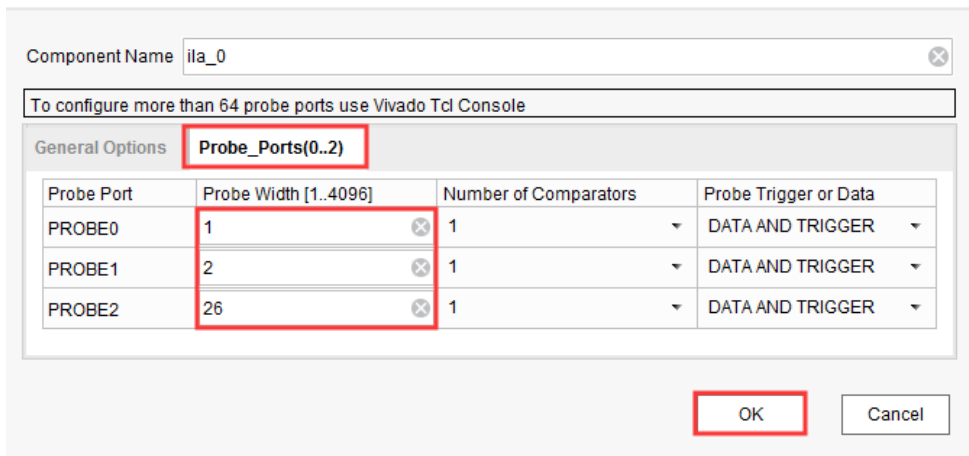 Component Name ila_0
To configure more than 64 probe ports use Vivado Tcl Console
General Options Probe_Ports(0..2)
Probe Port Probe Width [1..4096] Number of Comparators Probe Trigger or Data
PROBE0 1 1 DATA AND TRIGGER
PROBE1 2 1 DATA AND TRIGGER
PROBE2 26 1 DATA AND TRIGGER
OK Cancel